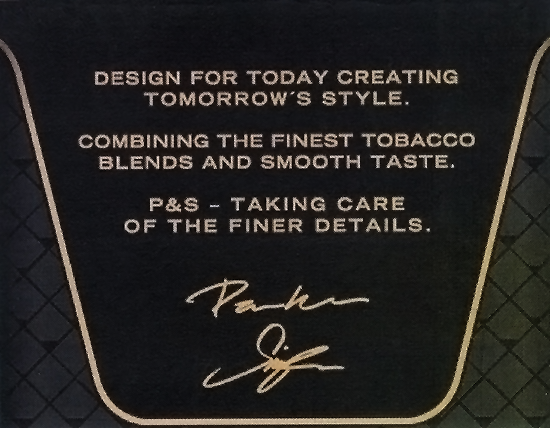 DESIGN FOR TODAY CREATING
TOMORROW´S STYLE.
COMBINING THE FINEST TOBACCO
BLENDS AND SMOOTH TASTE.
P&S – TAKING CARE
OF THE FINER DETAILS.
Parker